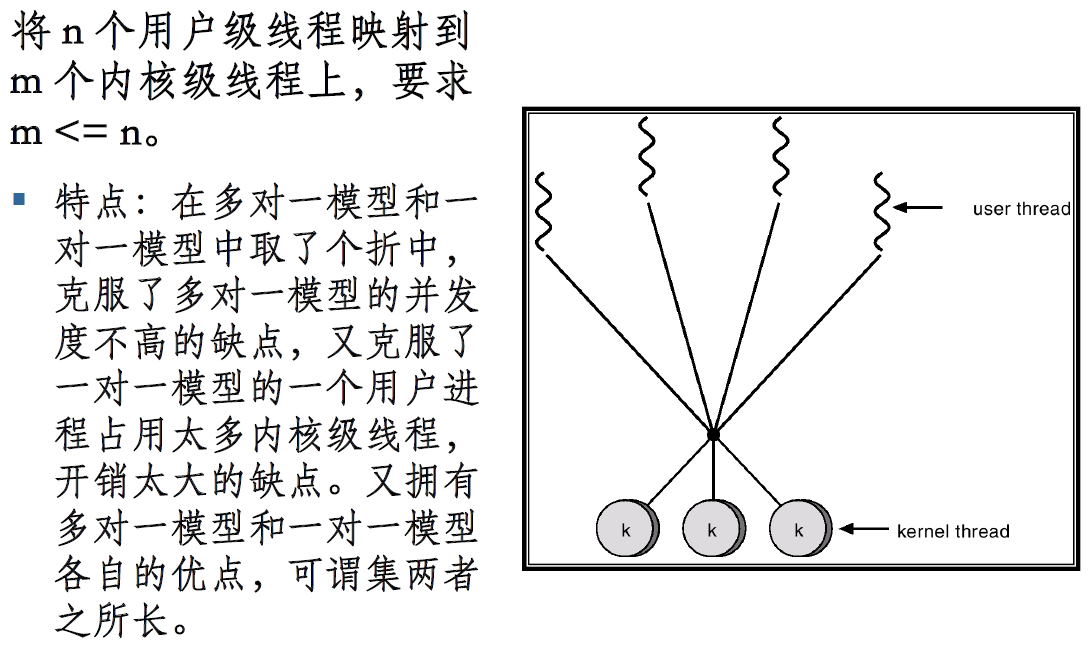 将 n 个用户级线程映射到
m 个内核级线程上，要求
m <= n。
特点：在多对一模型和一
对一模型中取了个折中，
克服了多对一模型的并发
度不高的缺点，又克服了
一对一模型的一个用户进
程占用太多内核级线程，
开销太大的缺点。又拥有
多对一模型和一对一模型
各自的优点，可谓集两者
之所长。
user thread
k k k
kernel thread